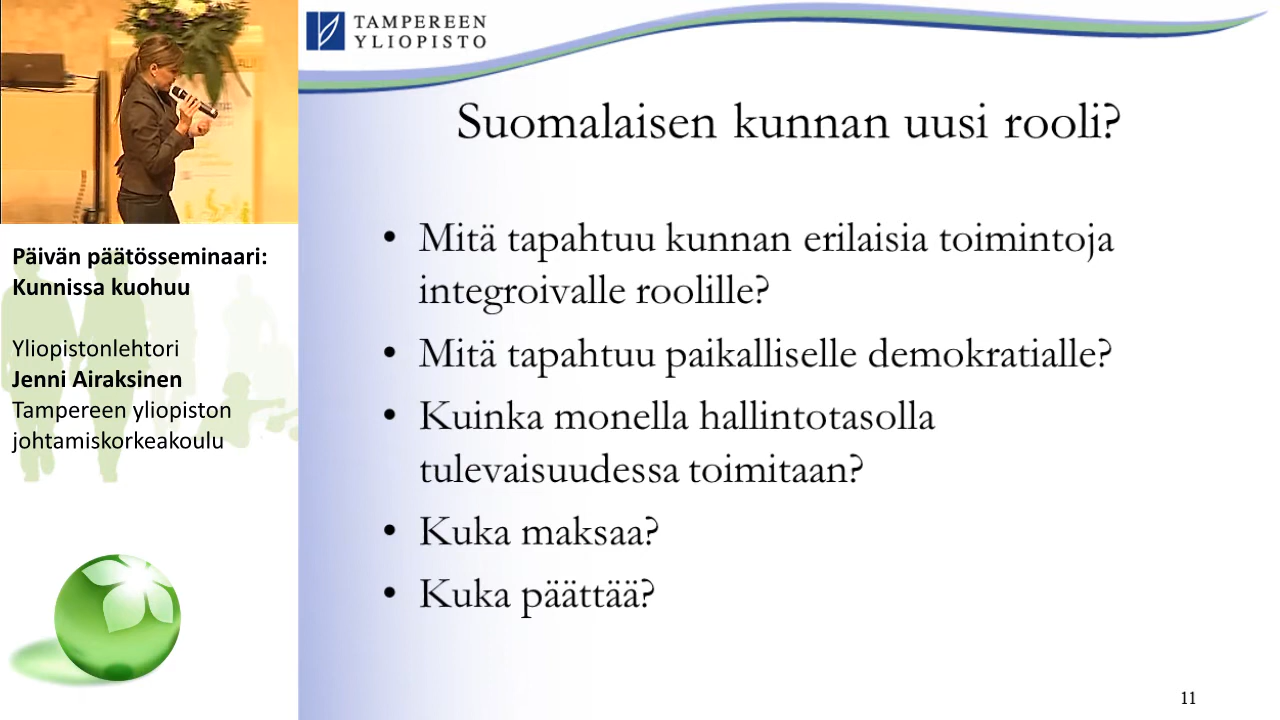 TAMPEREEN
YLIOPISTO
Suomalaisen kunnan uusi rooli?
• Mitä tapahtuu kunnan erilaisia toimintoja
integroivalle roolille?
• Mitä tapahtuu paikalliselle demokratialle?
• Kuinka monella hallintotasolla
tulevaisuudessa toimitaan?
• Kuka maksaa?
• Kuka päättää?
11
Päivän päätösseminaari:
Kunnissa kuohuu
Yliopistonlehtori
Jenni Airaksinen
Tampereen yliopiston
johtamiskorkeakoulu